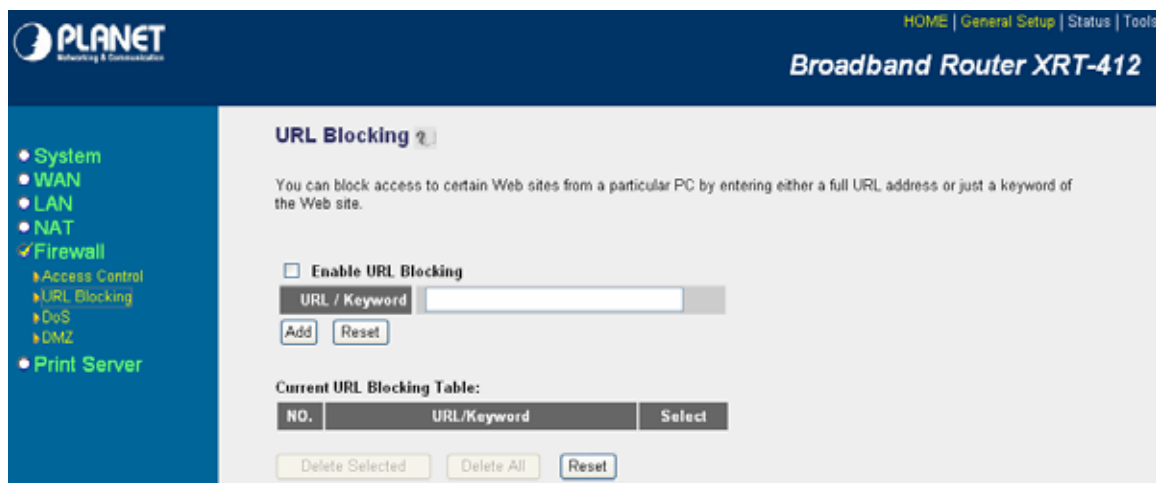 PLANET
Networking & Communication
HOME | General Setup | Status | Tools
Broadband Router XRT-412
System
WAN
LAN
NAT
Firewall
Access Control
URL Blocking
DoS
DMZ
Print Server
URL Blocking
You can block access to certain Web sites from a particular PC by entering either a full URL address or just a keyword of
the Web site.
Enable URL Blocking
URL / Keyword
Add Reset
Current URL Blocking Table:
NO. URL/Keyword Select
Delete Selected Delete All Reset